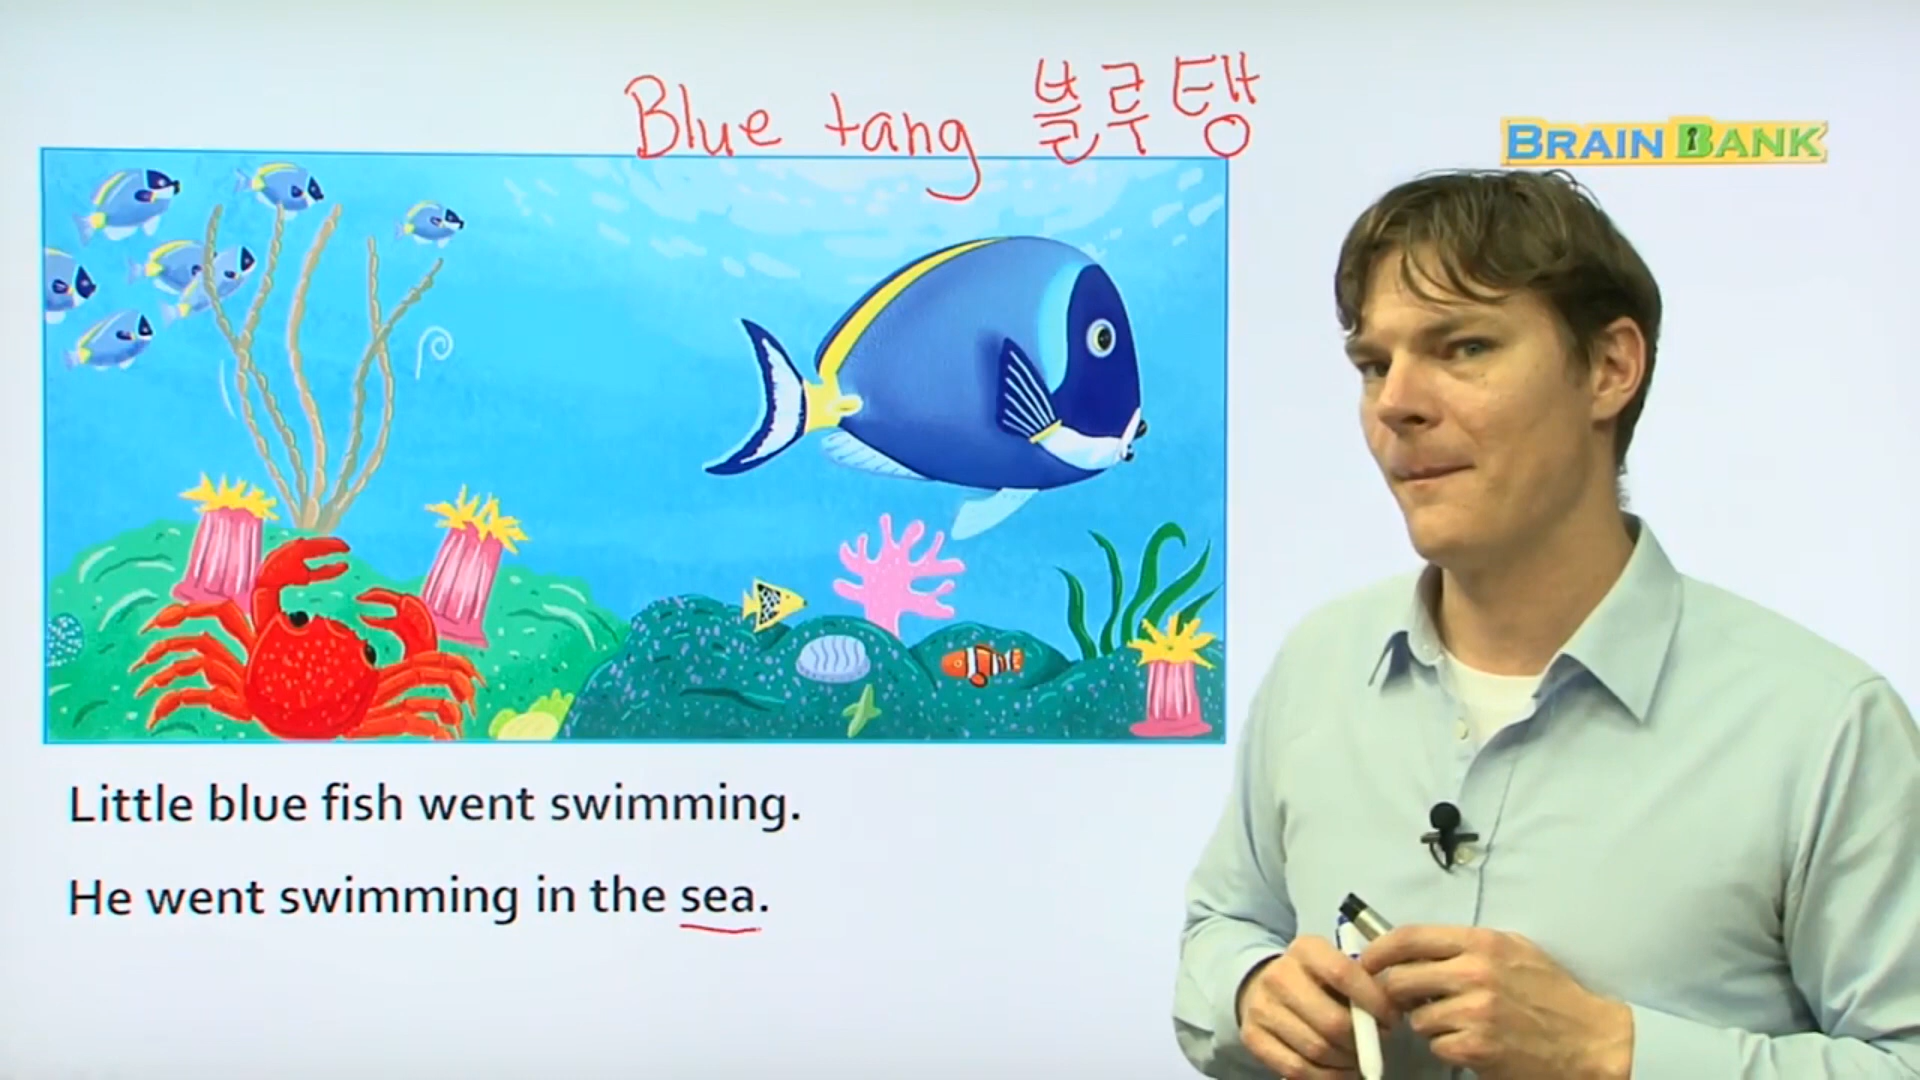 Blue tang 블루탱
BRAIN BANK
Little blue fish went swimming.
He went swimming in the sea.